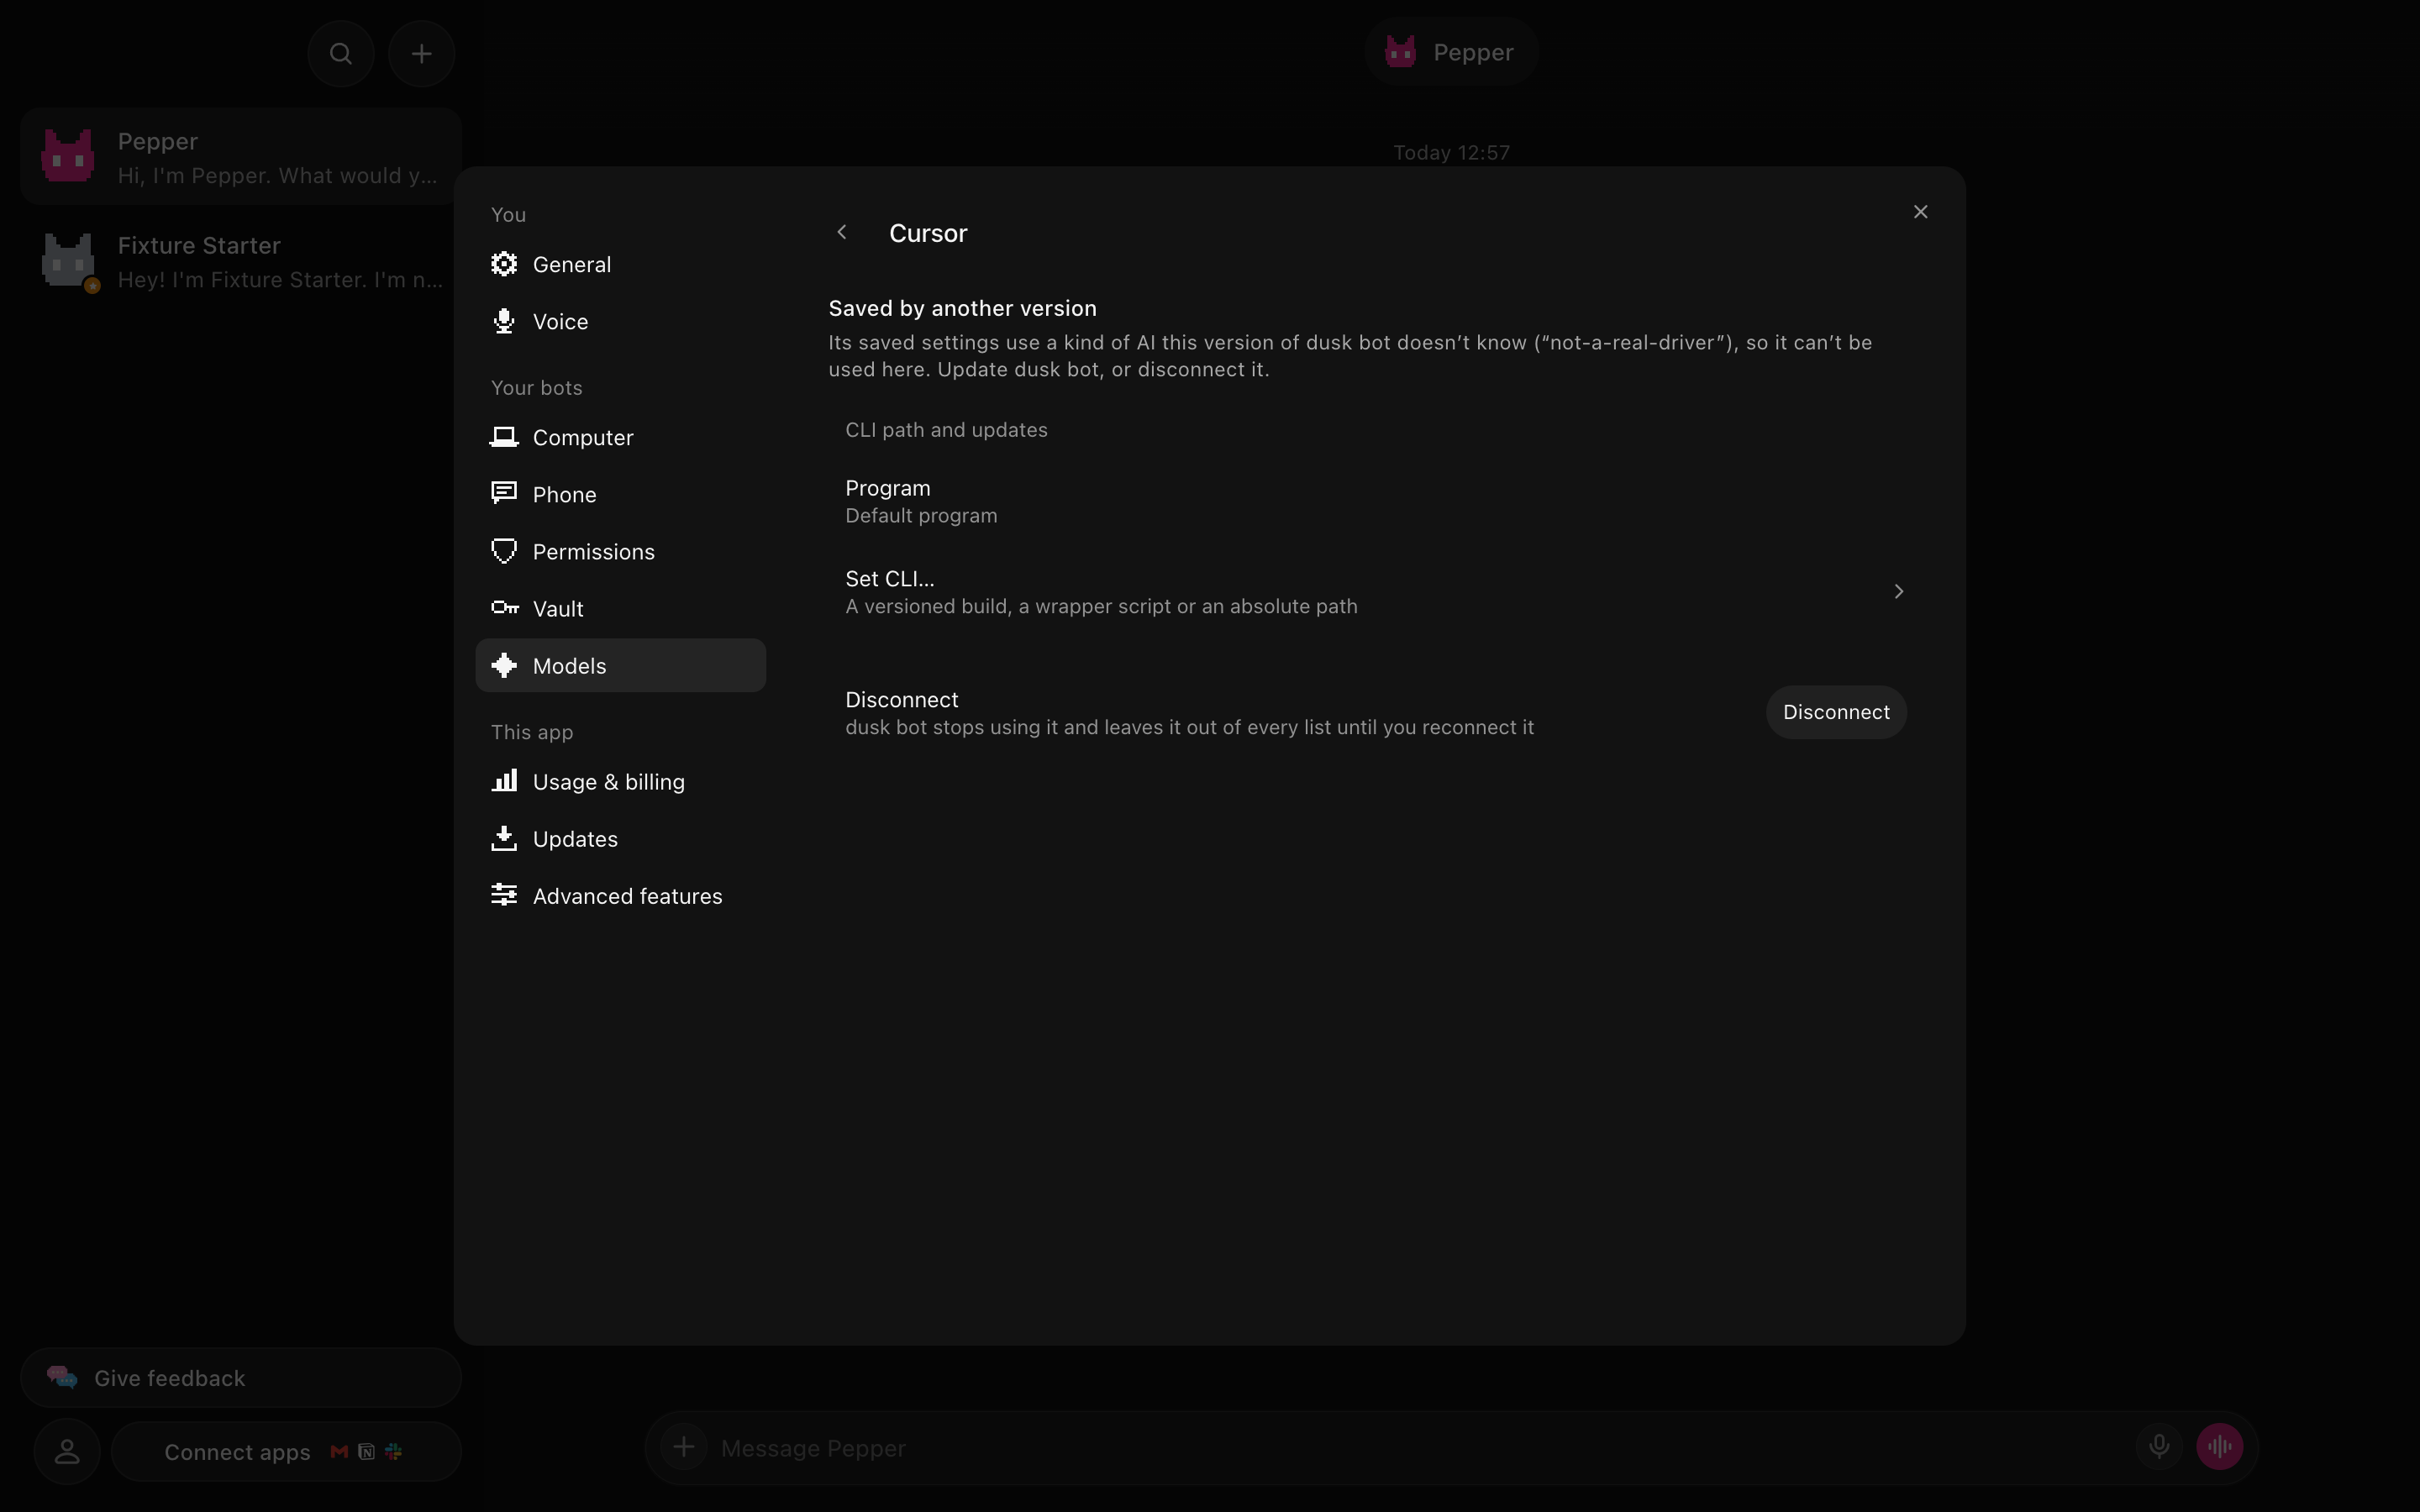 Pepper
Hi, I'm Pepper. What would y...
Fixture Starter
Hey! I'm Fixture Starter. I'm n...
Give feedback
Connect apps
Pepper
Today 12:57
You
General
Voice
Your bots
Computer
Phone
Permissions
Vault
Models
This app
Usage & billing
Updates
Advanced features
Cursor
Saved by another version
Its saved settings use a kind of AI this version of dusk bot doesn’t know (“not-a-real-driver”), so it can’t be
used here. Update dusk bot, or disconnect it.
CLI path and updates
Program
Default program
Set CLI...
A versioned build, a wrapper script or an absolute path
Disconnect
dusk bot stops using it and leaves it out of every list until you reconnect it
Disconnect
Message Pepper